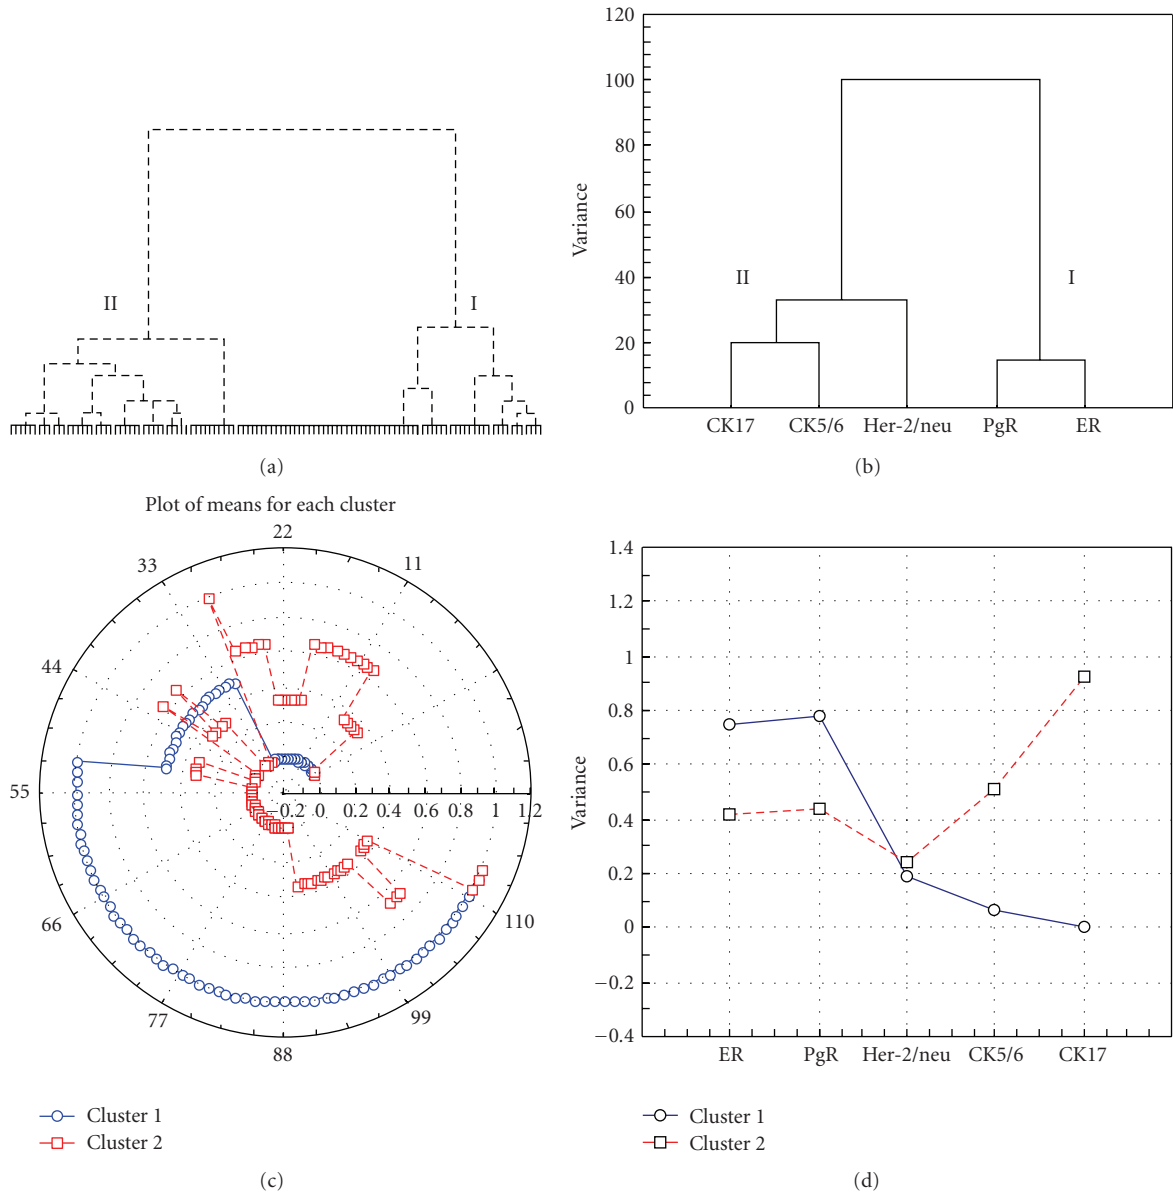 II
I
(a)
120
100
80
60
40
20
0
Variance
II
I
CK17 CK5/6 Her-2/neu PgR ER
(b)
Plot of means for each cluster
22
11
33
44
55
66
77
88
99
110
−0.2 0 0.2 0.4 0.6 0.8 1 1.2
Cluster 1
Cluster 2
(c)
1.4
1.2
1
0.8
0.6
0.4
0.2
0
−0.2
−0.4
Variance
ER PgR Her-2/neu CK5/6 CK17
Cluster 1
Cluster 2
(d)